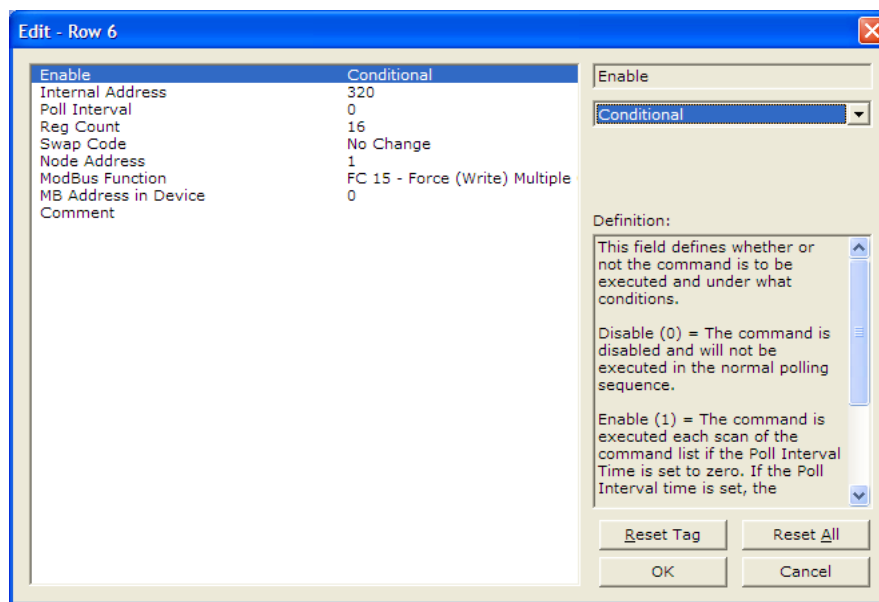 Edit - Row 6
Enable Conditional
Internal Address 320
Poll Interval 0
Reg Count 16
Swap Code No Change
Node Address 1
ModBus Function FC 15 - Force (Write) Multiple
MB Address in Device 0
Comment
Enable
Conditional
Definition:
This field defines whether or
not the command is to be
executed and under what
conditions.
Disable (0) = The command is
disabled and will not be
executed in the normal polling
sequence.
Enable (1) = The command is
executed each scan of the
command list if the Poll Interval
Time is set to zero. If the Poll
Interval time is set, the
Reset Tag Reset All
OK Cancel